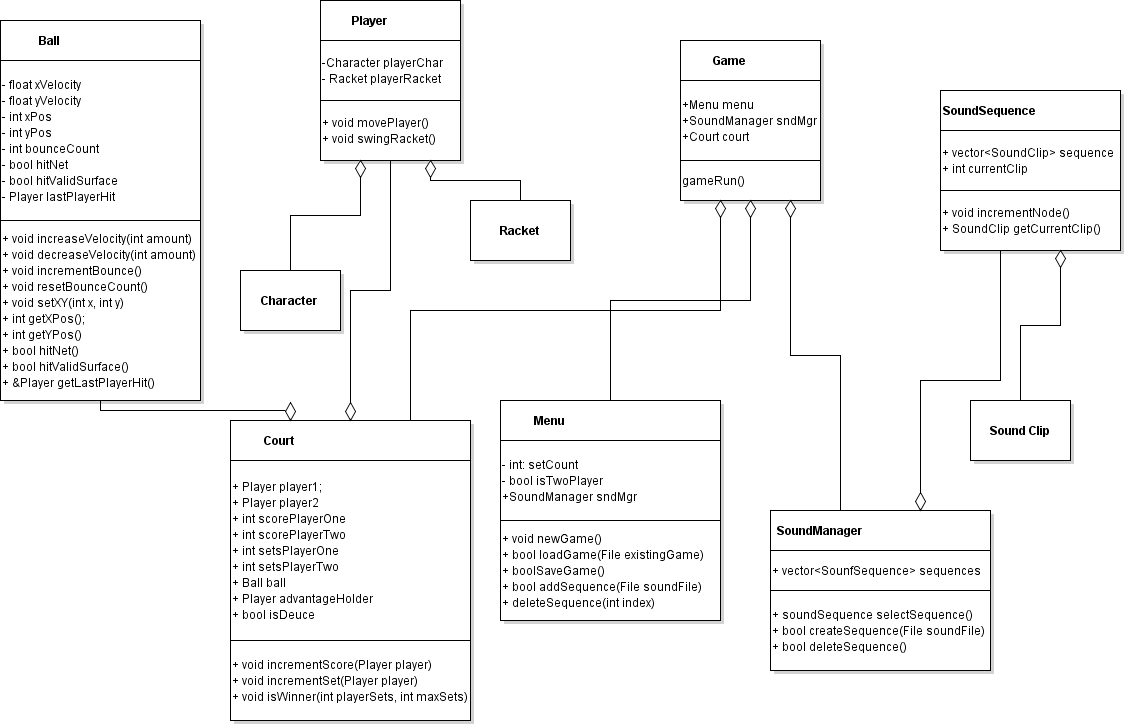 Ball
- float xVelocity
- float yVelocity
- int xPos
- int yPos
- int bounceCount
- bool hitNet
- bool hitValidSurface
- Player lastPlayerHit
+ void increaseVelocity(int amount)
+ void decreaseVelocity(int amount)
+ void incrementBounce()
+ void resetBounceCount()
+ void setXY(int x, int y)
+ int getXPos();
+ int getYPos()
+ bool hitNet()
+ bool hitValidSurface()
+ &Player getLastPlayerHit()
Player
-Character playerChar
- Racket playerRacket
+ void movePlayer()
+ void swingRacket()
Character
Racket
Game
+Menu menu
+SoundManager sndMgr
+Court court
gameRun()
SoundSequence
+ vector<SoundClip> sequence
+ int currentClip
+ void incrementNode()
+ SoundClip getCurrentClip()
Sound Clip
Court
+ Player player1;
+ Player player2
+ int scorePlayerOne
+ int scorePlayerTwo
+ int setsPlayerOne
+ int setsPlayerTwo
+ Ball ball
+ Player advantageHolder
+ bool isDeuce
+ void incrementScore(Player player)
+ void incrementSet(Player player)
+ void isWinner(int playerSets, int maxSets)
Menu
- int: setCount
- bool isTwoPlayer
+SoundManager sndMgr
+ void newGame()
+ bool loadGame(File existingGame)
+ boolSaveGame()
+ bool addSequence(File soundFile)
+ deleteSequence(int index)
SoundManager
+ vector<SounfSequence> sequences
+ soundSequence selectSequence()
+ bool createSequence(File soundFile)
+ bool deleteSequence()